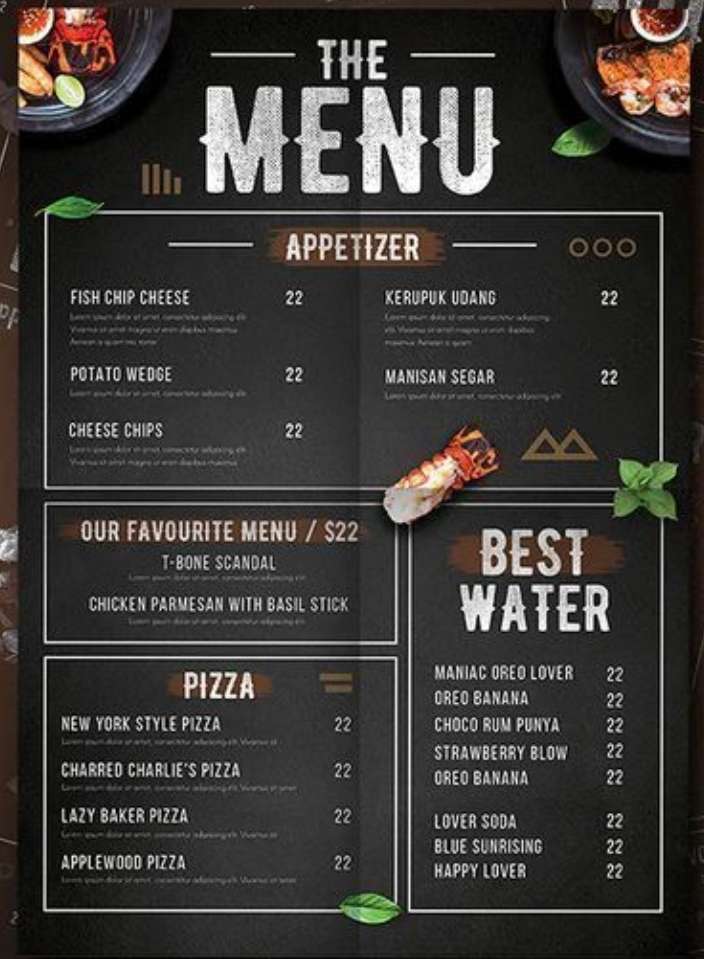 THE
MENU
APPETIZER
FISH CHIP CHEESE 22
Lorem ipsum dolor sit amet, consectetur adipiscing elit
Vivamus sit amet magna ut enim dapibus maximus
Aenean a quam
POTATO WEDGE 22
Lorem ipsum dolor sit amet, consectetur adipiscing elit
CHEESE CHIPS 22
Lorem ipsum dolor sit amet, consectetur adipiscing elit
Vivamus sit amet magna ut enim dapibus maximus
KERUPUK UDANG 22
Lorem ipsum dolor sit amet, consectetur adipiscing
elit. Vivamus sit amet magna ut enim dapibus
maximus Aenean a quam
MANISAN SEGAR 22
Lorem ipsum dolor sit amet, consectetur adipiscing elit
OUR FAVOURITE MENU / $22
T-BONE SCANDAL
Lorem ipsum dolor sit amet, consectetur adipiscing elit
CHICKEN PARMESAN WITH BASIL STICK
Lorem ipsum dolor sit amet, consectetur adipiscing elit
PIZZA
NEW YORK STYLE PIZZA 22
Lorem ipsum dolor sit amet, consectetur adipiscing elit. Vivamus sit
CHARRED CHARLIE'S PIZZA 22
Lorem ipsum dolor sit amet, consectetur adipiscing elit. Vivamus sit amet
LAZY BAKER PIZZA 22
Lorem ipsum dolor sit amet, consectetur adipiscing elit. Vivamus sit
APPLEWOOD PIZZA 22
Lorem ipsum dolor sit amet, consectetur adipiscing elit. Vivamus sit amet
BEST
WATER
MANIAC OREO LOVER 22
OREO BANANA 22
CHOCO RUM PUNYA 22
STRAWBERRY BLOW 22
OREO BANANA 22
LOVER SODA 22
BLUE SUNRISING 22
HAPPY LOVER 22